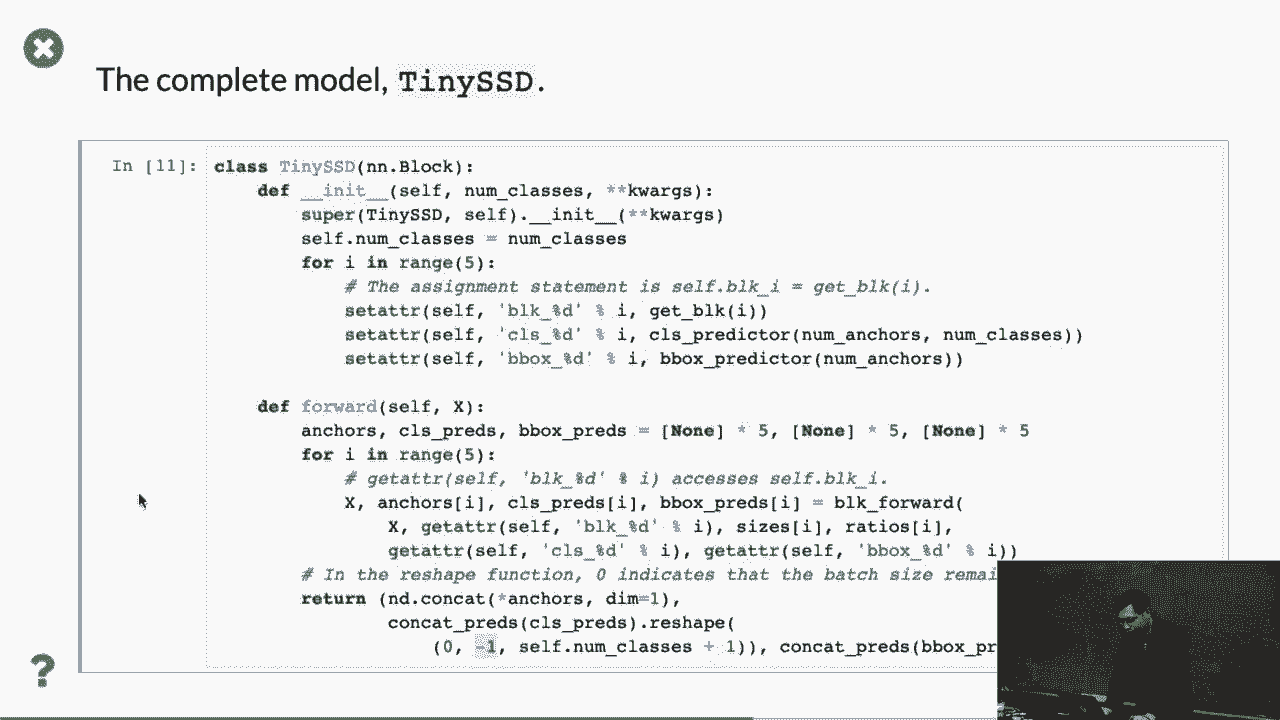 The complete model, TinySSD.
In [11]: class TinySSD(nn.Block):
def __init__(self, num_classes, **kwargs):
super(TinySSD, self).__init__(**kwargs)
self.num_classes = num_classes
for i in range(5):
# The assignment statement is self.blk_i = get_blk(i).
setattr(self, 'blk_%d' % i, get_blk(i))
setattr(self, 'cls_%d' % i, cls_predictor(num_anchors, num_classes))
setattr(self, 'bbox_%d' % i, bbox_predictor(num_anchors))
def forward(self, X):
anchors, cls_preds, bbox_preds = [None] * 5, [None] * 5, [None] * 5
for i in range(5):
# getattr(self, 'blk_%d' % i) accesses self.blk_i.
X, anchors[i], cls_preds[i], bbox_preds[i] = blk_forward(
X, getattr(self, 'blk_%d' % i), sizes[i], ratios[i],
getattr(self, 'cls_%d' % i), getattr(self, 'bbox_%d' % i))
# In the reshape function, 0 indicates that the batch size remai
return (nd.concat(*anchors, dim=1),
concat_preds(cls_preds).reshape(
(0, -1, self.num_classes + 1)), concat_preds(bbox_pr
?